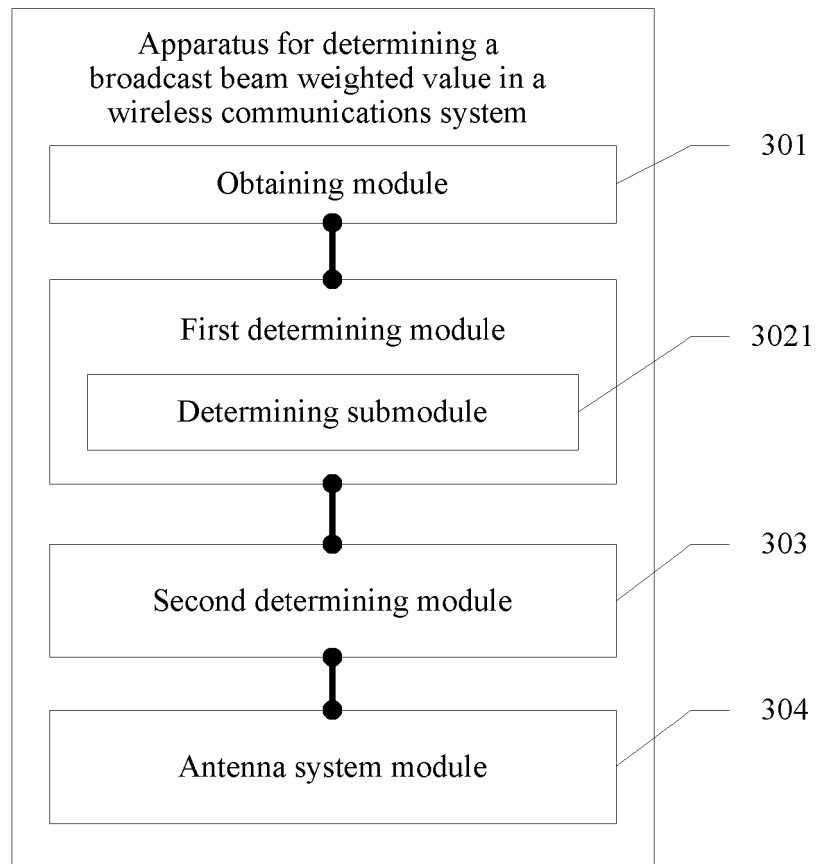 Apparatus for determining a
broadcast beam weighted value in a
wireless communications system
301
Obtaining module
First determining module
3021
Determining submodule
303
Second determining module
304
Antenna system module